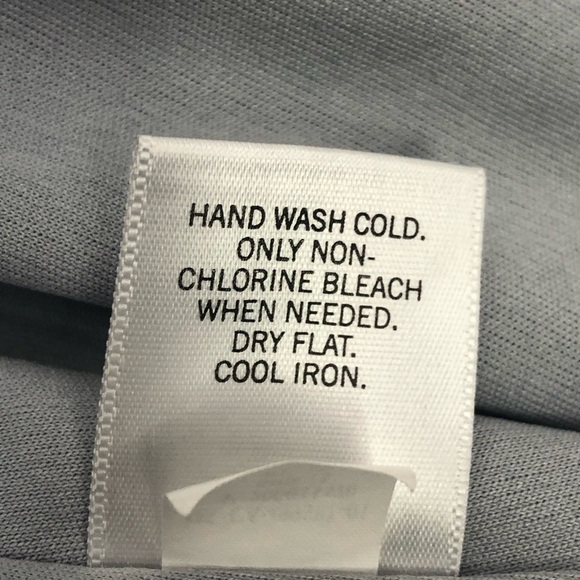 HAND WASH COLD.
ONLY NON-
CHLORINE BLEACH
WHEN NEEDED.
DRY FLAT.
COOL IRON.